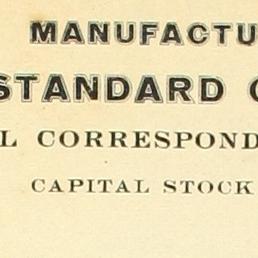 MANUFACTU
STANDARD
L CORRESPOND
CAPITAL STOCK